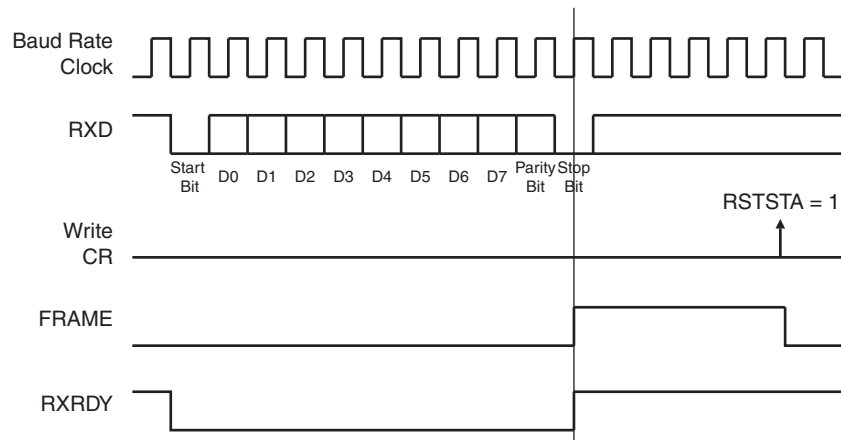 Baud Rate
Clock
RXD
Start
Bit
D0 D1 D2 D3 D4 D5 D6 D7
Parity
Bit
Stop
Bit
RSTSTA = 1
Write
CR
FRAME
RXRDY